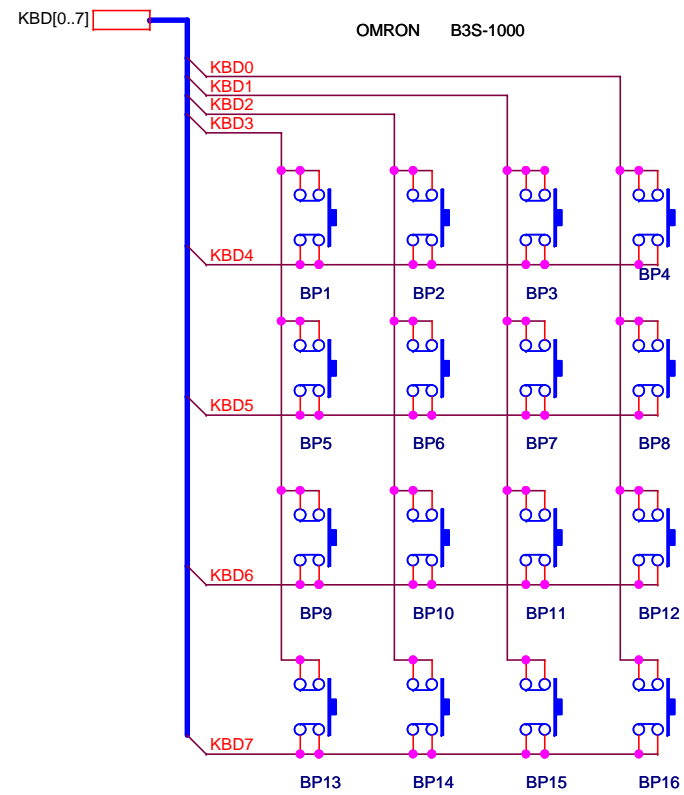 KBD[0..7]
OMRON B3S-1000
KBD0
KBD1
KBD2
KBD3
KBD4
BP1 BP2 BP3 BP4
KBD5
BP5 BP6 BP7 BP8
KBD6
BP9 BP10 BP11 BP12
KBD7
BP13 BP14 BP15 BP16